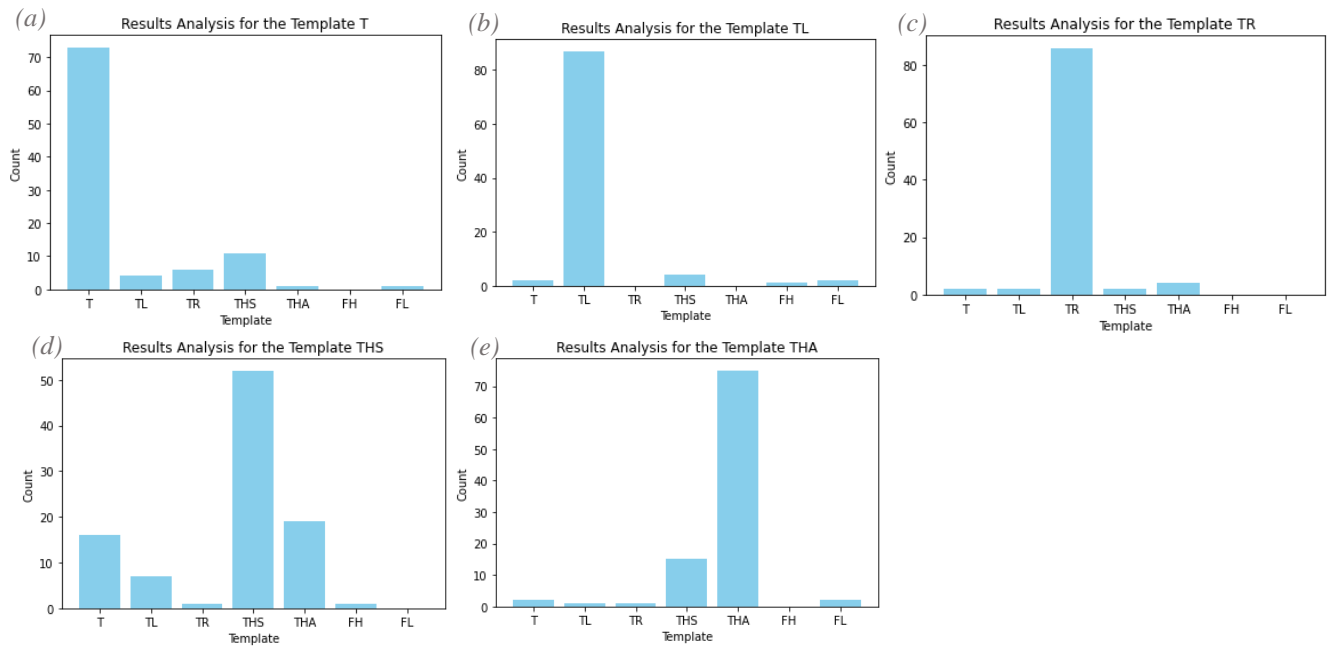 (a)
Results Analysis for the Template T
Count
70
60
50
40
30
20
10
0
T TL TR THS THA FH FL
Template
(b)
Results Analysis for the Template TL
Count
80
60
40
20
0
T TL TR THS THA FH FL
Template
(c)
Results Analysis for the Template TR
Count
80
60
40
20
0
T TL TR THS THA FH FL
Template
(d)
Results Analysis for the Template THS
Count
50
40
30
20
10
0
T TL TR THS THA FH FL
Template
(e)
Results Analysis for the Template THA
Count
70
60
50
40
30
20
10
0
T TL TR THS THA FH FL
Template